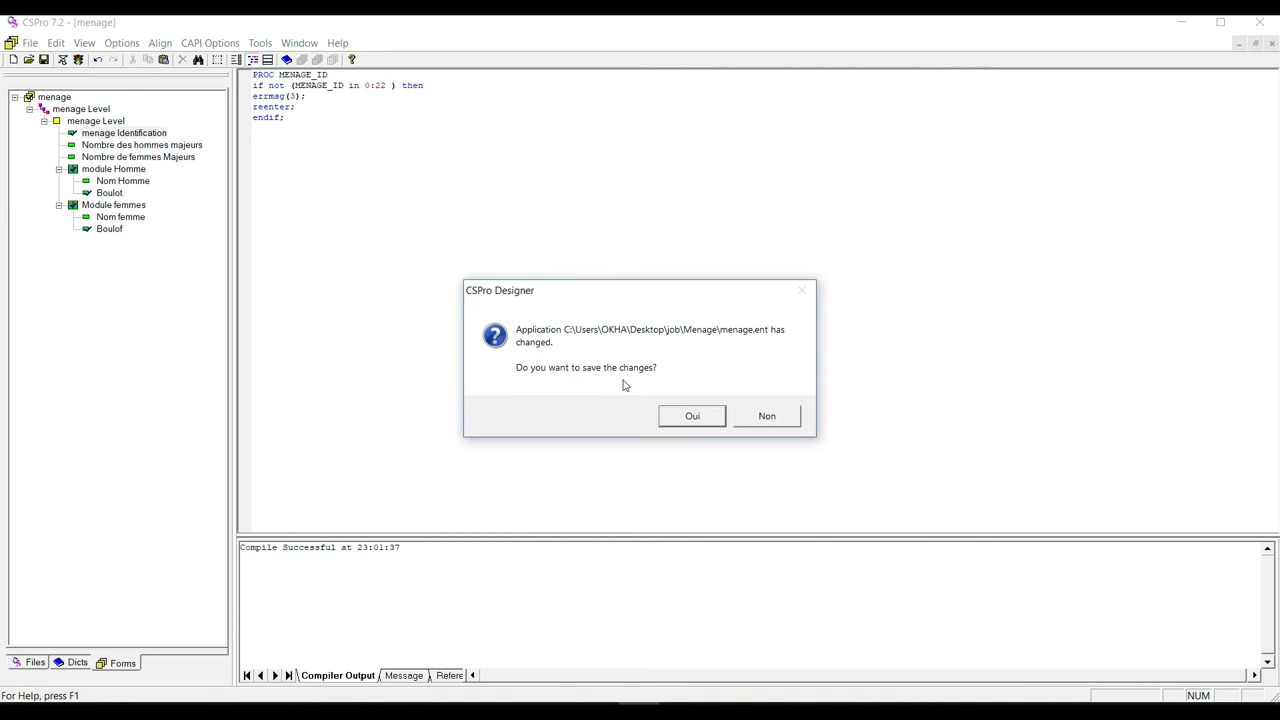 CSPro 7.2 - [menage]
File Edit View Options Align CAPI Options Tools Window Help
menage
menage Level
menage Level
menage Identification
Nombre des hommes majeurs
Nombre de femmes Majeurs
module Homme
Nom Homme
Boulot
Module femmes
Nom femme
Boulof
Files Dicts Forms
PROC MENAGE_ID
if not (MENAGE_ID in 0:22 ) then
errmsg(3);
reenter;
endif;
CSPro Designer
Application C:\Users\OKHA\Desktop\job\Menage\menage.ent has
changed.
Do you want to save the changes?
Oui Non
Compile Successful at 23:01:37
Compiler Output Message Refere
For Help, press F1
NUM